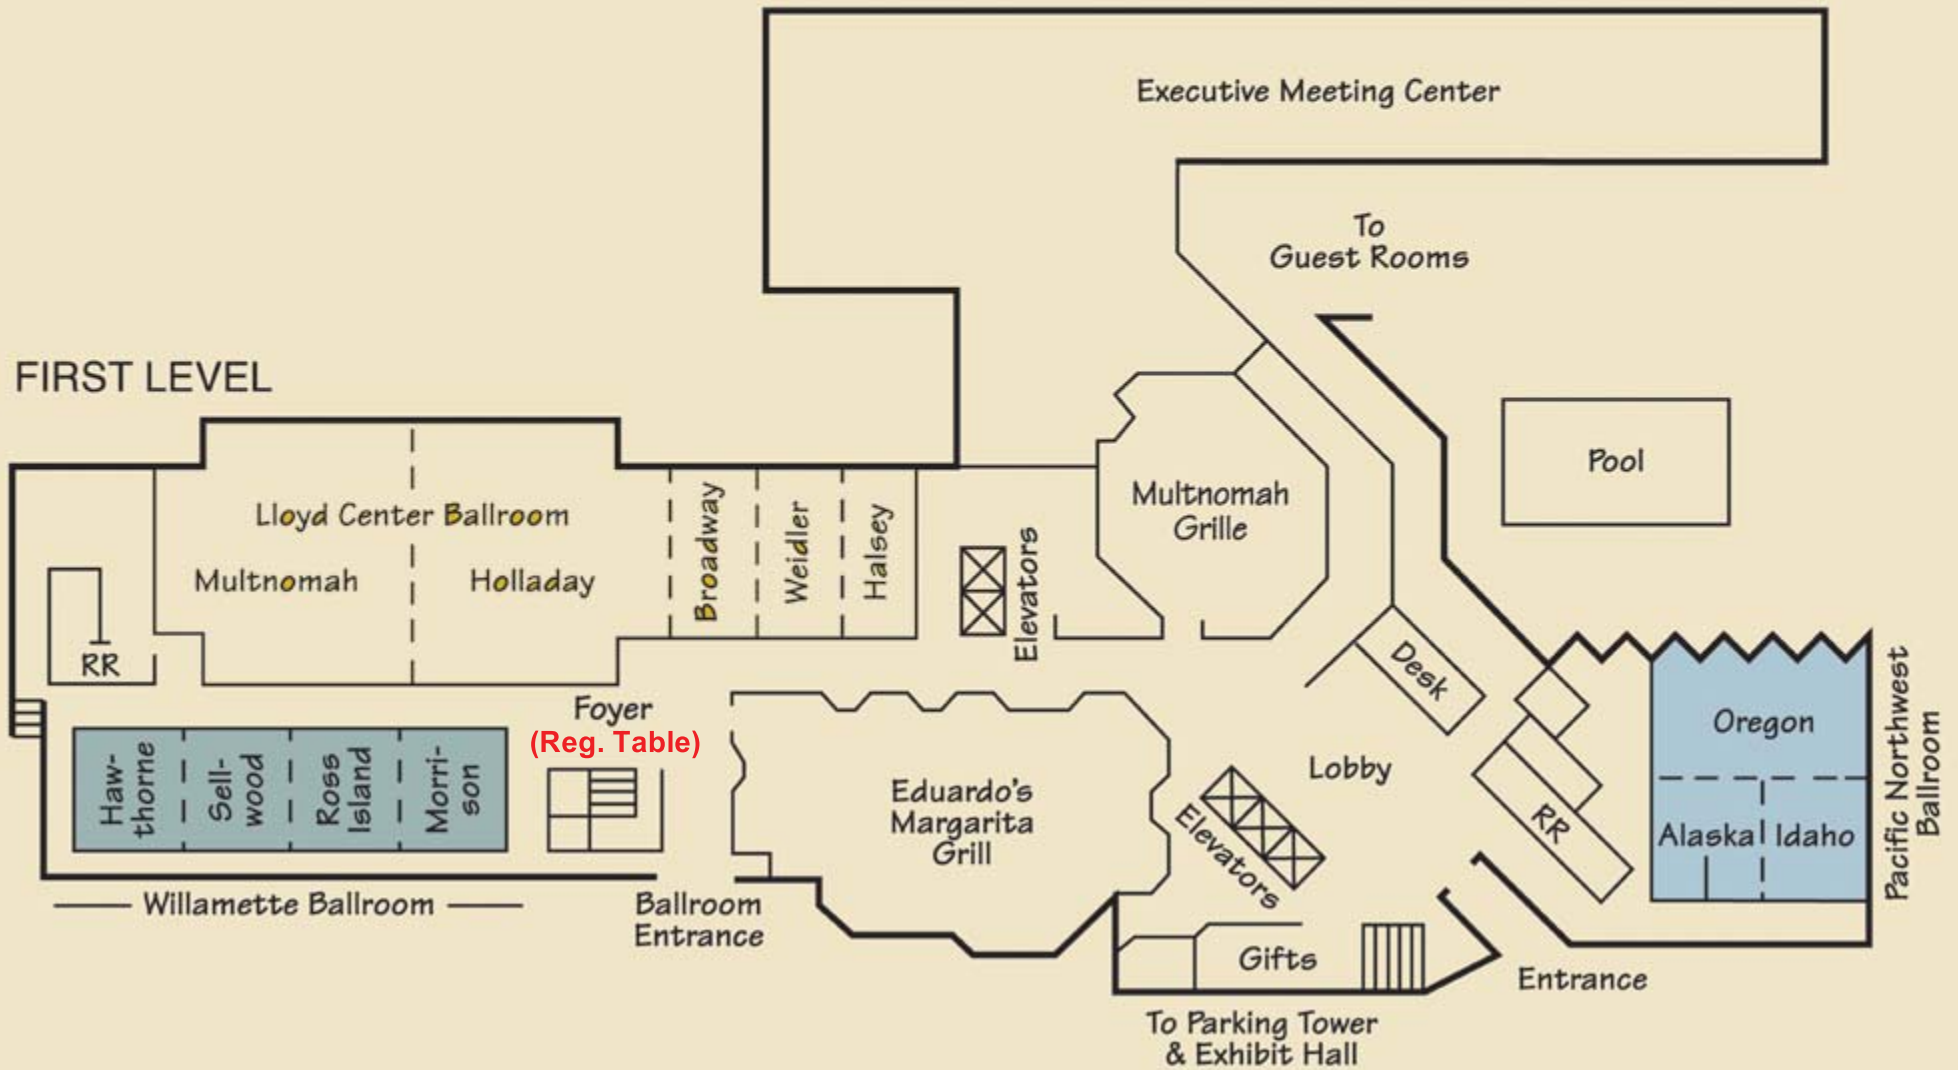 Executive Meeting Center
To
Guest Rooms
FIRST LEVEL
Pool
Multnomah
Grille
Lloyd Center Ballroom
Multnomah
Holladay
Broadway
Weidler
Halsey
Elevators
RR
Desk
Foyer
(Reg. Table)
Haw-
thorne
Sell-
wood
Ross
Island
Morri-
son
Eduardo's
Margarita
Grill
Lobby
Elevators
RR
Oregon
Alaska
Idaho
Pacific Northwest
Ballroom
Willamette Ballroom
Ballroom
Entrance
Gifts
Entrance
To Parking Tower
& Exhibit Hall